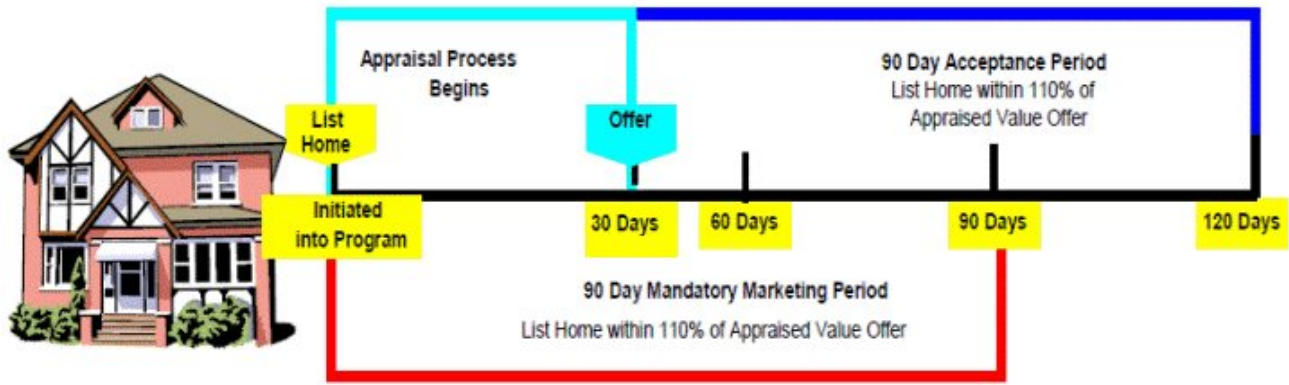 Appraisal Process
Begins
90 Day Acceptance Period
List Home within 110% of
Appraised Value Offer
List
Home
Offer
Initiated
into Program
30 Days
60 Days
90 Days
120 Days
90 Day Mandatory Marketing Period
List Home within 110% of Appraised Value Offer